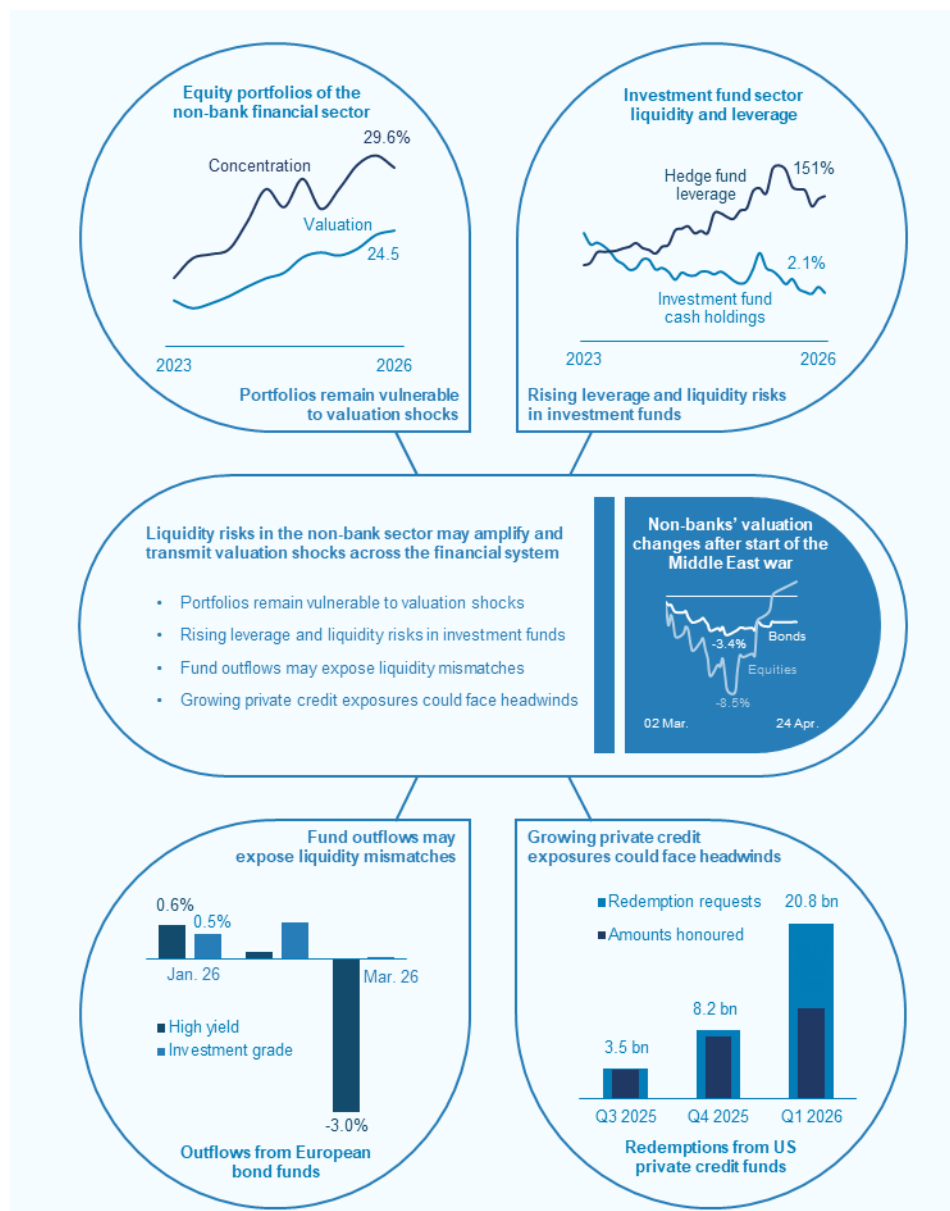 Equity portfolios of the
non-bank financial sector
29.6%
Concentration
Valuation
24.5
2023
2026
Portfolios remain vulnerable
to valuation shocks
Investment fund sector
liquidity and leverage
Hedge fund
leverage
151%
2.1%
Investment fund
cash holdings
2023
2026
Rising leverage and liquidity risks
in investment funds
Liquidity risks in the non-bank sector may amplify and
transmit valuation shocks across the financial system
• Portfolios remain vulnerable to valuation shocks
• Rising leverage and liquidity risks in investment funds
• Fund outflows may expose liquidity mismatches
• Growing private credit exposures could face headwinds
Non-banks' valuation
changes after start of the
Middle East war
-3.4%
Bonds
Equities
-8.5%
02 Mar.
24 Apr.
Fund outflows may
expose liquidity mismatches
0.6%
0.5%
Jan. 26
Mar. 26
High yield
Investment grade
-3.0%
Outflows from European
bond funds
Growing private credit
exposures could face headwinds
Redemption requests
20.8 bn
Amounts honoured
8.2 bn
3.5 bn
Q3 2025
Q4 2025
Q1 2026
Redemptions from US
private credit funds